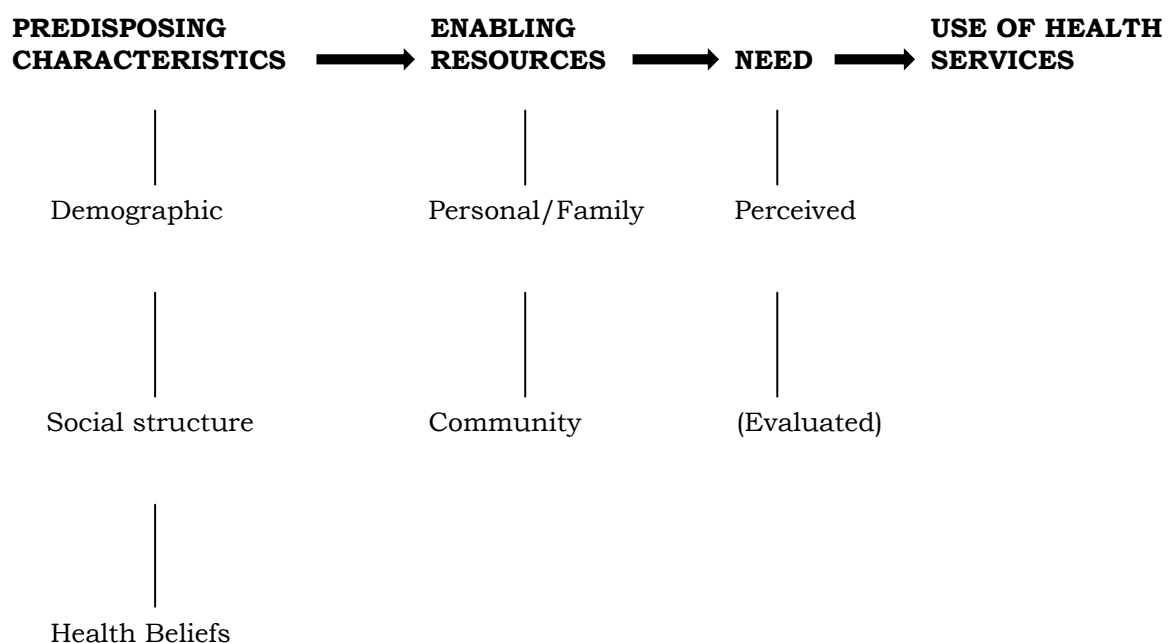 PREDISPOSING
CHARACTERISTICS
ENABLING
RESOURCES
NEED
USE OF HEALTH
SERVICES
Demographic
Personal/Family
Perceived
Social structure
Community
(Evaluated)
Health Beliefs